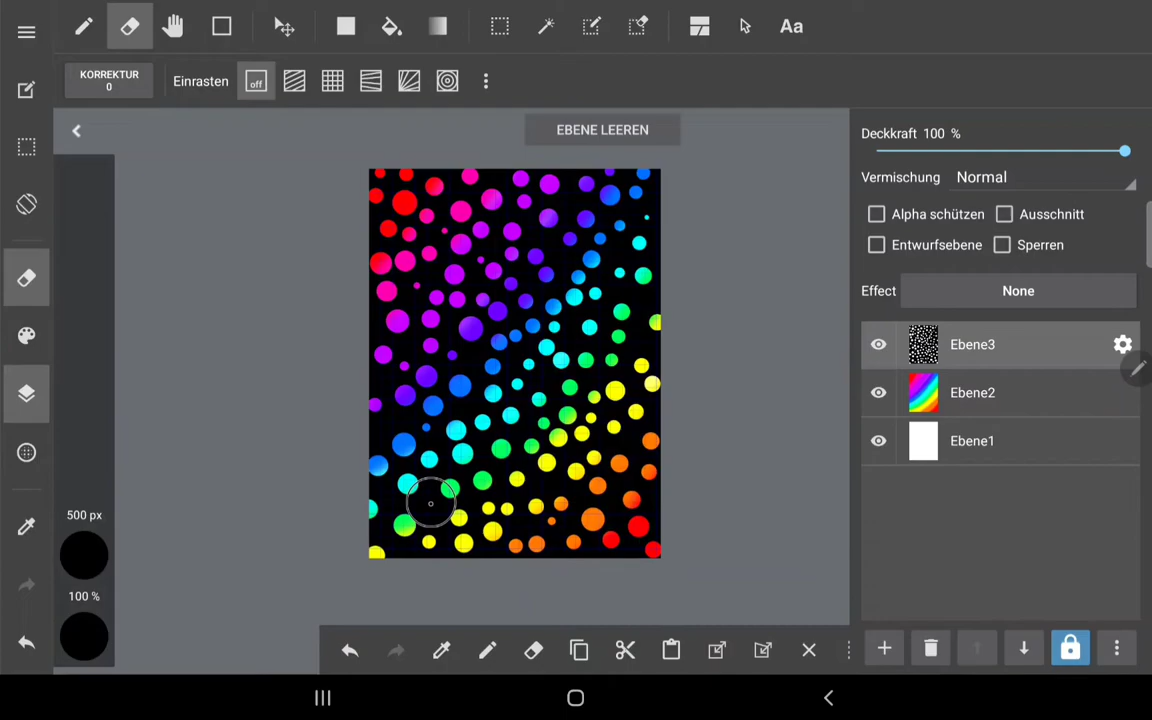 Aa
KORREKTUR
0
Einrasten
off
EBENE LEEREN
Deckkraft 100 %
Vermischung Normal
Alpha schützen Ausschnitt
Entwurfsebene Sperren
Effect None
Ebene3
Ebene2
Ebene1
500 px
100 %